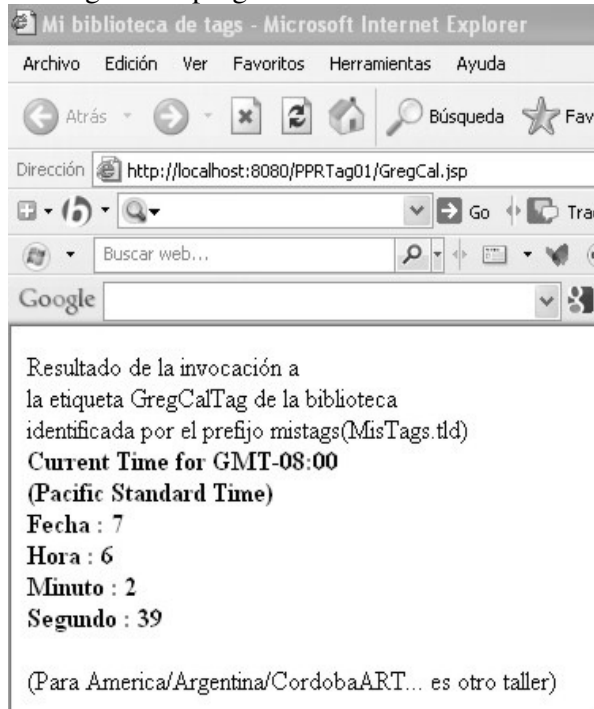 Mi biblioteca de tags - Microsoft Internet Explorer
Archivo Edición Ver Favoritos Herramientas Ayuda
Atrás Búsqueda Fav
Dirección http://localhost:8080/PPRTag01/GregCal.jsp
Go Tra
Buscar web...
Google
Resultado de la invocación a
la etiqueta GregCalTag de la biblioteca
identificada por el prefijo mistags(MisTags.tld)
Current Time for GMT-08:00
(Pacific Standard Time)
Fecha : 7
Hora : 6
Minuto : 2
Segundo : 39
(Para America/Argentina/CordobaART... es otro taller)